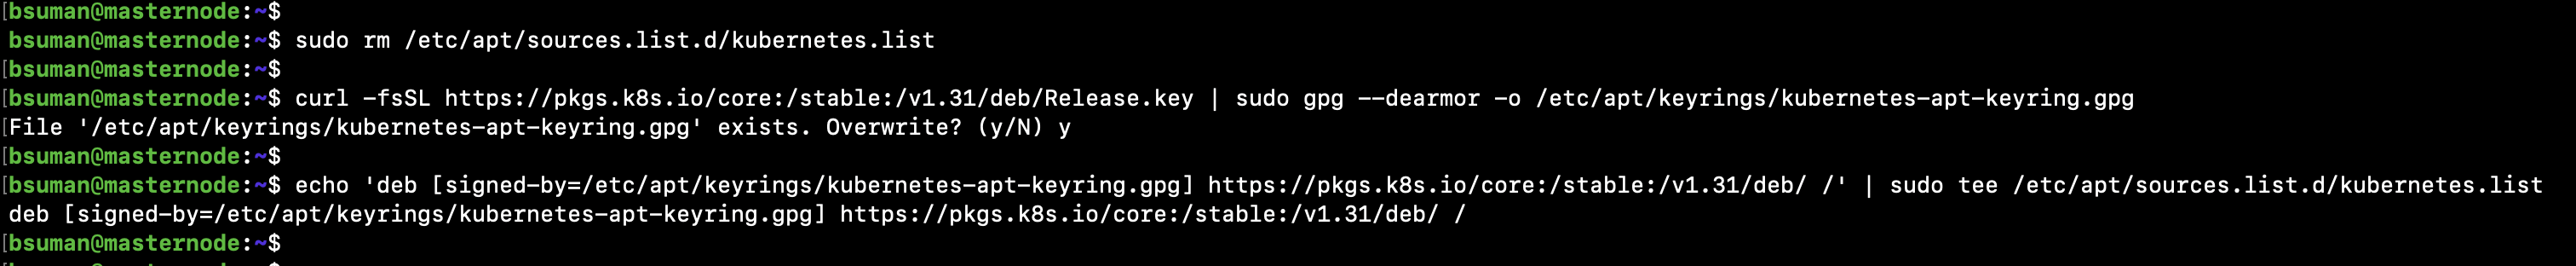 [bsuman@masternode:~$
bsuman@masternode:~$ sudo rm /etc/apt/sources.list.d/kubernetes.list
[bsuman@masternode:~$
[bsuman@masternode:~$ curl -fsSL https://pkgs.k8s.io/core:/stable:/v1.31/deb/Release.key | sudo gpg --dearmor -o /etc/apt/keyrings/kubernetes-apt-keyring.gpg
[File '/etc/apt/keyrings/kubernetes-apt-keyring.gpg' exists. Overwrite? (y/N) y
[bsuman@masternode:~$
[bsuman@masternode:~$ echo 'deb [signed-by=/etc/apt/keyrings/kubernetes-apt-keyring.gpg] https://pkgs.k8s.io/core:/stable:/v1.31/deb/ /' | sudo tee /etc/apt/sources.list.d/kubernetes.list
deb [signed-by=/etc/apt/keyrings/kubernetes-apt-keyring.gpg] https://pkgs.k8s.io/core:/stable:/v1.31/deb/ /
[bsuman@masternode:~$